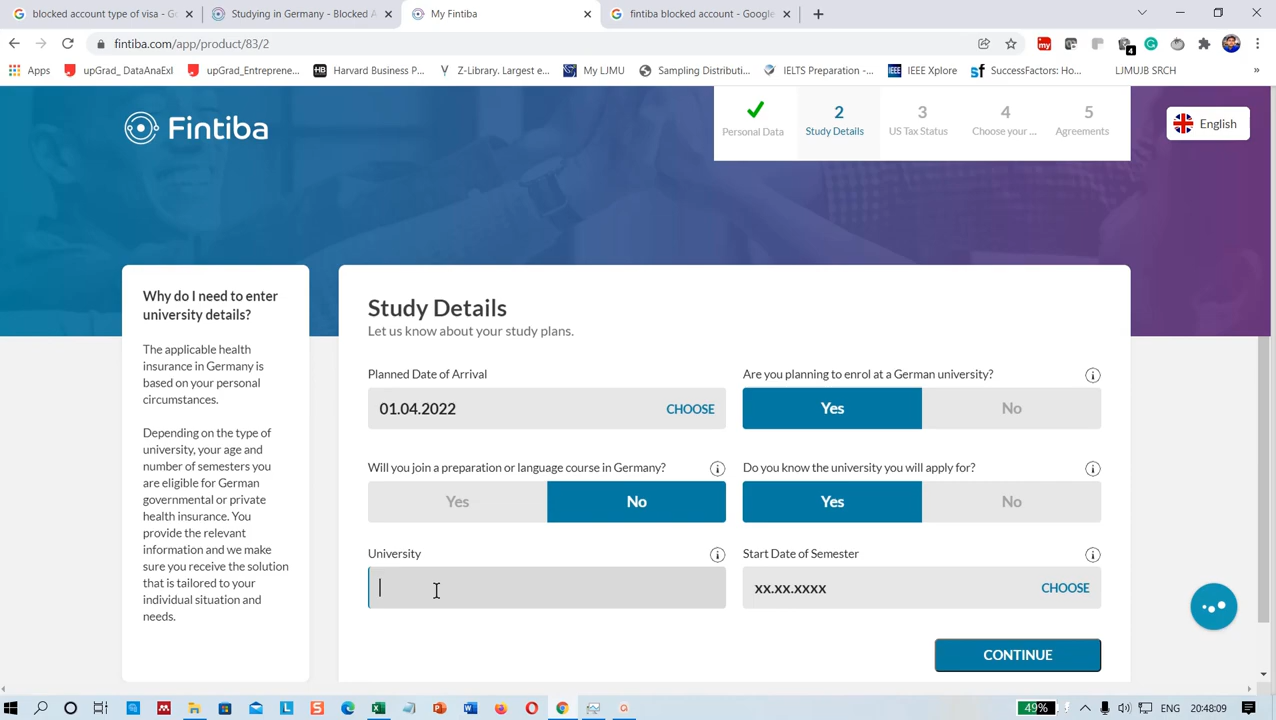 blocked account type of visa - Go
Studying in Germany - Blocked A
My Fintiba
fintiba blocked account - Google
fintiba.com/app/product/83/2
my
4
Apps
upGrad_ DataAnaExl
upGrad_Entreprene...
HB
Harvard Business P...
Y
Z-Library. Largest e...
My LJMU
Sampling Distributi...
IELTS Preparation -...
IEEE
IEEE Xplore
sf
SuccessFactors: Ho...
LJMUJB SRCH
»
Fintiba
Personal Data
2
Study Details
3
US Tax Status
4
Choose your ...
5
Agreements
English
Why do I need to enter
university details?
The applicable health
insurance in Germany is
based on your personal
circumstances.
Depending on the type of
university, your age and
number of semesters you
are eligible for German
governmental or private
health insurance. You
provide the relevant
information and we make
sure you receive the solution
that is tailored to your
individual situation and
needs.
Study Details
Let us know about your study plans.
Planned Date of Arrival
01.04.2022
CHOOSE
Are you planning to enrol at a German university?
Yes
No
Will you join a preparation or language course in Germany?
Yes
No
Do you know the university you will apply for?
Yes
No
University
Start Date of Semester
xx.xx.xxxx
CHOOSE
CONTINUE
49%
ENG
20:48:09